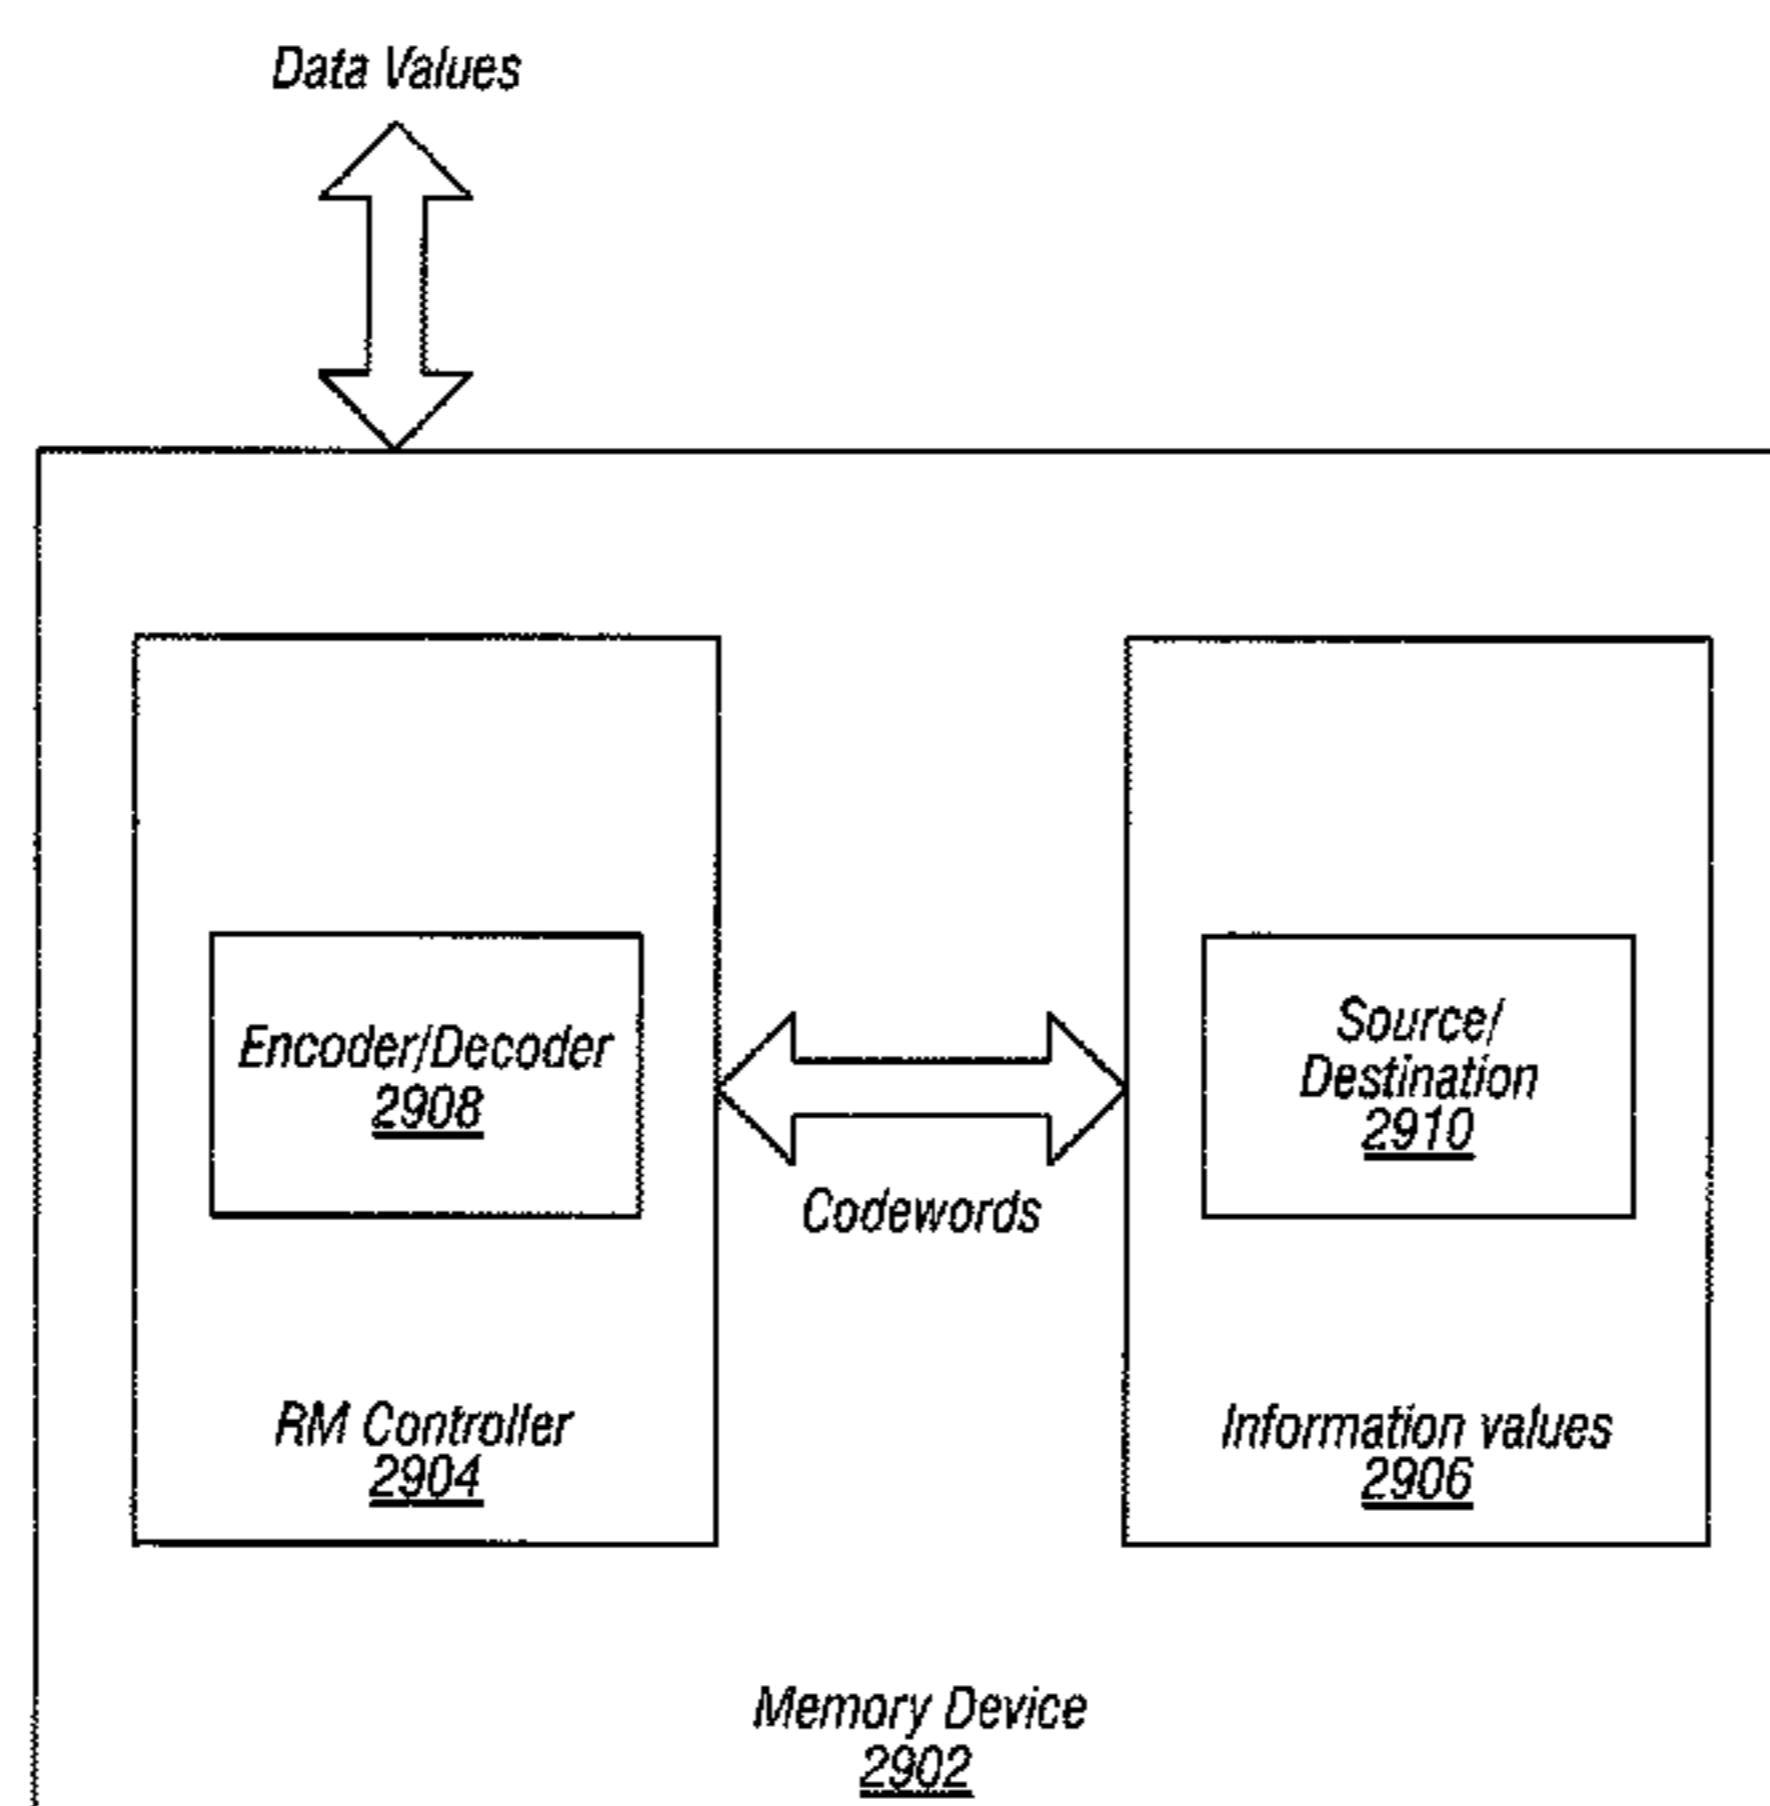 Data Values
Encoder/Decoder
2908
Source/
Destination
2910
Codewords
RM Controller
2904
Information values
2906
Memory Device
2902